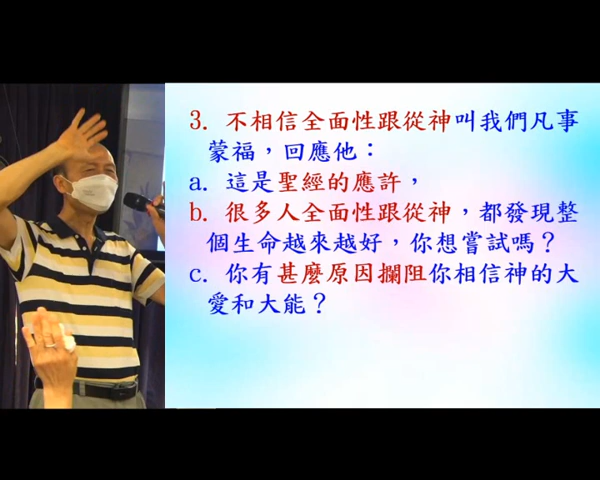 3. 不相信全面性跟從神叫我們凡事
蒙福，回應他：
a. 這是聖經的應許，
b. 很多人全面性跟從神，都發現整
個生命越來越好，你想嘗試嗎？
c. 你有甚麼原因攔阻你相信神的大
愛和大能？